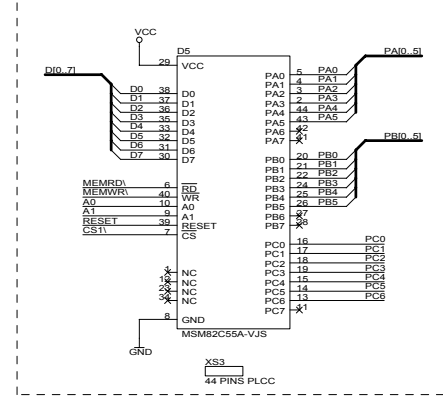 VCC
D5
PA[0..5]
29 VCC
D[0..7]
PA0 5 PA0
PA1 4 PA1
D0 38 D0 PA2 3 PA2
D1 37 D1 PA3 2 PA3
D2 36 D2 PA4 44 PA4
D3 35 D3 PA5 43 PA5
D4 33 D4 PA6 42
D5 32 D5 PA7 41
D6 31 D6 PB[0..5]
D7 30 D7 PB0 20 PB0
PB1 21 PB1
PB2 22 PB2
MEMRD\ 6 RD PB3 24 PB3
MEMWR\ 40 WR PB4 25 PB4
A0 10 A0 PB5 26 PB5
A1 9 A1 PB6 27
RESET 39 RESET PB7 28
CS1\ 7 CS
PC0 16 PC0
PC1 17 PC1
PC2 18 PC2
1 NC PC3 19 PC3
12 NC PC4 15 PC4
23 NC PC5 14 PC5
34 NC PC6 13 PC6
PC7 11
8 GND
MSM82C55A-VJS
GND
XS3
44 PINS PLCC